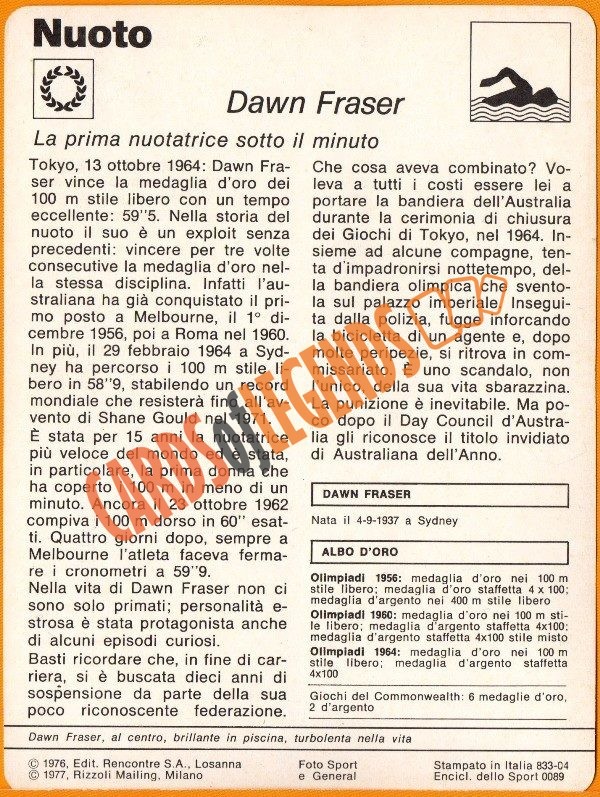 Nuoto
Dawn Fraser
La prima nuotatrice sotto il minuto
Tokyo, 13 ottobre 1964: Dawn Fra-
ser vince la medaglia d'oro dei
100 m stile libero con un tempo
eccellente: 59''5. Nella storia del
nuoto il suo è un exploit senza
precedenti: vincere per tre volte
consecutive la medaglia d'oro nel-
la stessa disciplina. Infatti l'au-
straliana ha già conquistato il pri-
mo posto a Melbourne, il 1° di-
cembre 1956, poi a Roma nel 1960.
In più, il 29 febbraio 1964 a Syd-
ney ha percorso i 100 m stile li-
bero in 58''9, stabilendo un record
mondiale che resisterà fino all'av-
vento di Shane Gould nel 1971.
È stata per 15 anni la nuotatrice
più veloce del mondo ed è stata,
in particolare, la prima donna che
ha coperto i 100 m in meno di un
minuto. Ancora il 23 ottobre 1962
compiva i 100 m dorso in 60'' esat-
ti. Quattro giorni dopo, sempre a
Melbourne l'atleta faceva ferma-
re i cronometri a 59''9.
Nella vita di Dawn Fraser non ci
sono solo primati; personalità e-
strosa è stata protagonista anche
di alcuni episodi curiosi.
Basti ricordare che, in fine di car-
riera, si è buscata dieci anni di
sospensione da parte della sua
poco riconoscente federazione.
Che cosa aveva combinato? Vo-
leva a tutti i costi essere lei a
portare la bandiera dell'Australia
durante la cerimonia di chiusura
dei Giochi di Tokyo, nel 1964. In-
sieme ad alcune compagne, ten-
ta d'impadronirsi nottetempo, del-
la bandiera olimpica che svento-
la sul palazzo imperiale. Insegui-
ta dalla polizia, fugge inforcando
la bicicletta di un agente e, dopo
molte peripezie, si ritrova in com-
missariato. È uno scandalo, non
l'unico della sua vita sbarazzina.
La punizione è inevitabile. Ma po-
co dopo il Day Council d'Austra-
lia gli riconosce il titolo invidiato
di Australiana dell'Anno.
DAWN FRASER
Nata il 4-9-1937 a Sydney
ALBO D'ORO
Olimpiadi 1956: medaglia d'oro nei 100 m
stile libero; medaglia d'oro staffetta 4 x 100;
medaglia d'argento nei 400 m stile libero
Olimpiadi 1960: medaglia d'oro nei 100 m sti-
le libero; medaglia d'argento staffetta 4x100;
medaglia d'argento staffetta 4x100 stile misto
Olimpiadi 1964: medaglia d'oro nei 100 m
stile libero; medaglia d'argento staffetta
4x100
Giochi del Commonwealth: 6 medaglie d'oro,
2 d'argento
Dawn Fraser, al centro, brillante in piscina, turbolenta nella vita
© 1976, Edit. Rencontre S.A., Losanna
© 1977, Rizzoli Mailing, Milano
Foto Sport
e General
Stampato in Italia 833-04
Encicl. dello Sport 0089
CARDS of LEGENDS